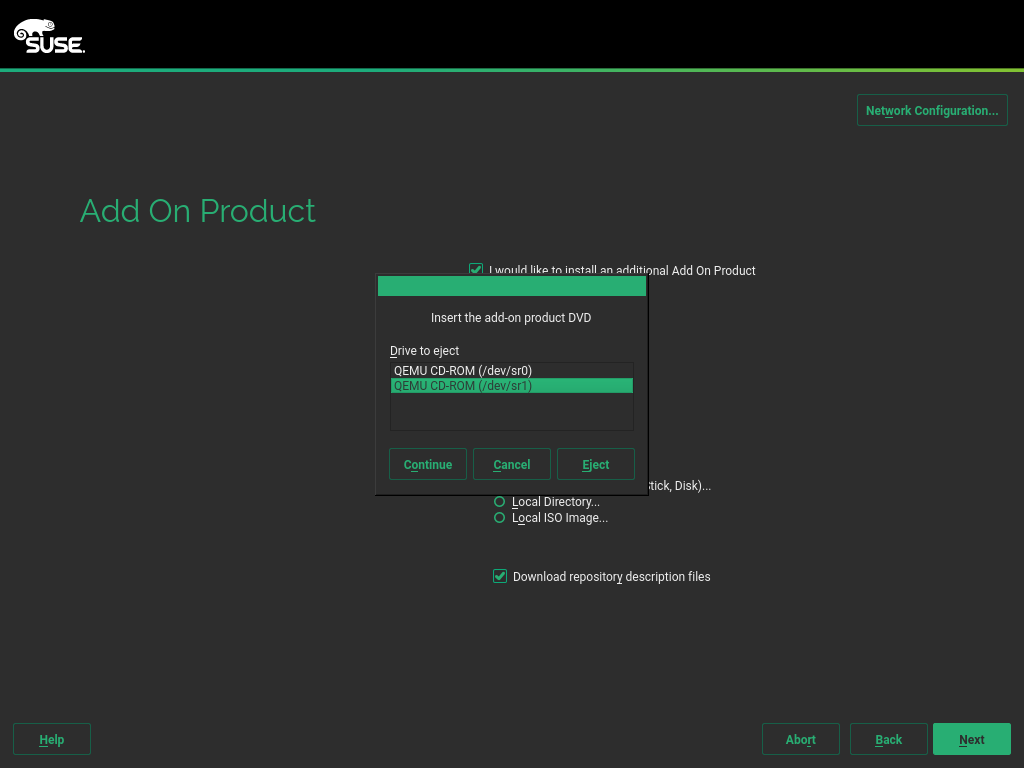 SUSE.
Network Configuration...
Add On Product
I would like to install an additional Add On Product
Insert the add-on product DVD
Drive to eject
QEMU CD-ROM (/dev/sr0)
QEMU CD-ROM (/dev/sr1)
Continue Cancel Eject
Stick, Disk)...
Local Directory...
Local ISO Image...
Download repository description files
Help Abort Back Next